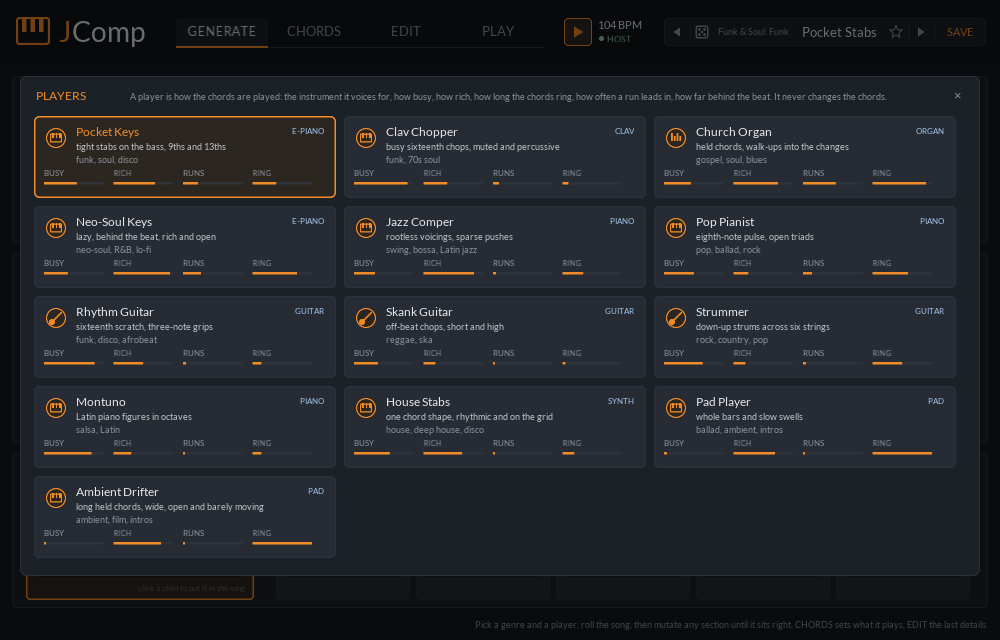 JComp
GENERATE CHORDS EDIT PLAY
104 BPM
HOST
Funk & Soul: Funk Pocket Stabs SAVE
PLAYERS
A player is how the chords are played: the instrument it voices for, how busy, how rich, how long the chords ring, how often a run leads in, how far behind the beat. It never changes the chords.
×
Pocket Keys E-PIANO
tight stabs on the bass, 9ths and 13ths
funk, soul, disco
BUSY RICH RUNS RING
Clav Chopper CLAV
busy sixteenth chops, muted and percussive
funk, 70s soul
BUSY RICH RUNS RING
Church Organ ORGAN
held chords, walk-ups into the changes
gospel, soul, blues
BUSY RICH RUNS RING
Neo-Soul Keys E-PIANO
lazy, behind the beat, rich and open
neo-soul, R&B, lo-fi
BUSY RICH RUNS RING
Jazz Comper PIANO
rootless voicings, sparse pushes
swing, bossa, Latin jazz
BUSY RICH RUNS RING
Pop Pianist PIANO
eighth-note pulse, open triads
pop, ballad, rock
BUSY RICH RUNS RING
Rhythm Guitar GUITAR
sixteenth scratch, three-note grips
funk, disco, afrobeat
BUSY RICH RUNS RING
Skank Guitar GUITAR
off-beat chops, short and high
reggae, ska
BUSY RICH RUNS RING
Strummer GUITAR
down-up strums across six strings
rock, country, pop
BUSY RICH RUNS RING
Montuno PIANO
Latin piano figures in octaves
salsa, Latin
BUSY RICH RUNS RING
House Stabs SYNTH
one chord shape, rhythmic and on the grid
house, deep house, disco
BUSY RICH RUNS RING
Pad Player PAD
whole bars and slow swells
ballad, ambient, intros
BUSY RICH RUNS RING
Ambient Drifter PAD
long held chords, wide, open and barely moving
ambient, film, intros
BUSY RICH RUNS RING
click a child to put it in the song
Pick a genre and a player, roll the song, then mutate any section until it sits right. CHORDS sets what it plays, EDIT the last details.